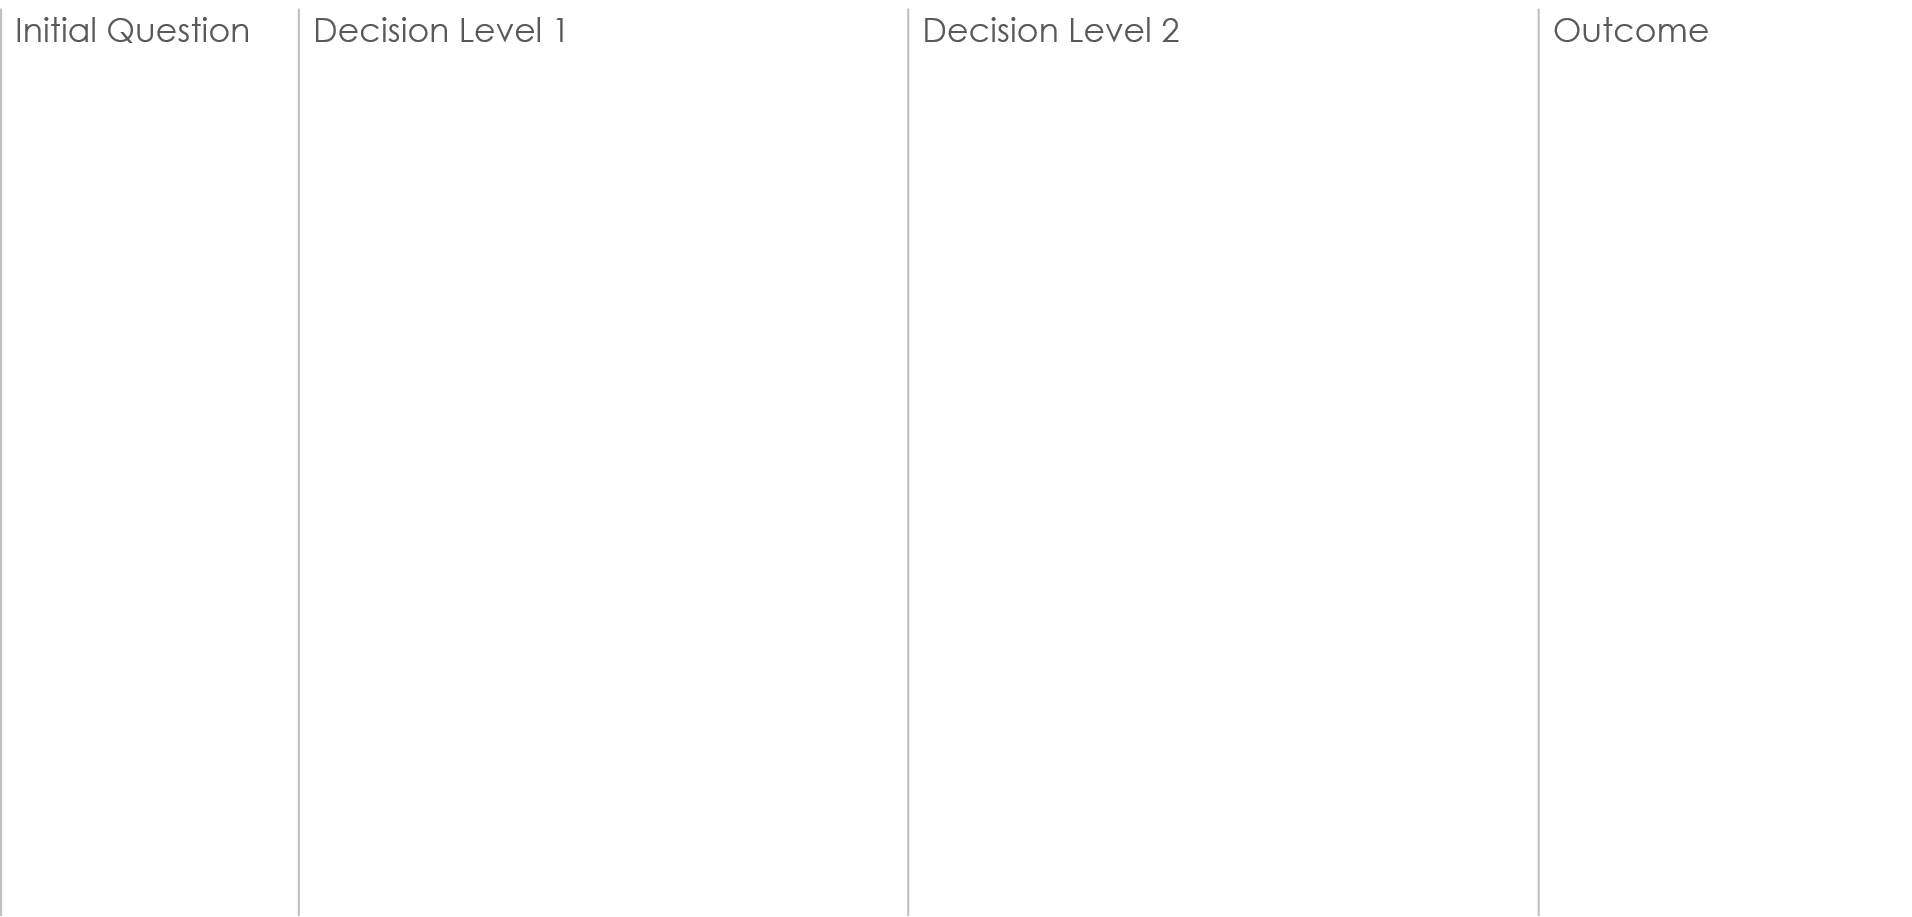 Initial Question
Decision Level 1
Decision Level 2
Outcome